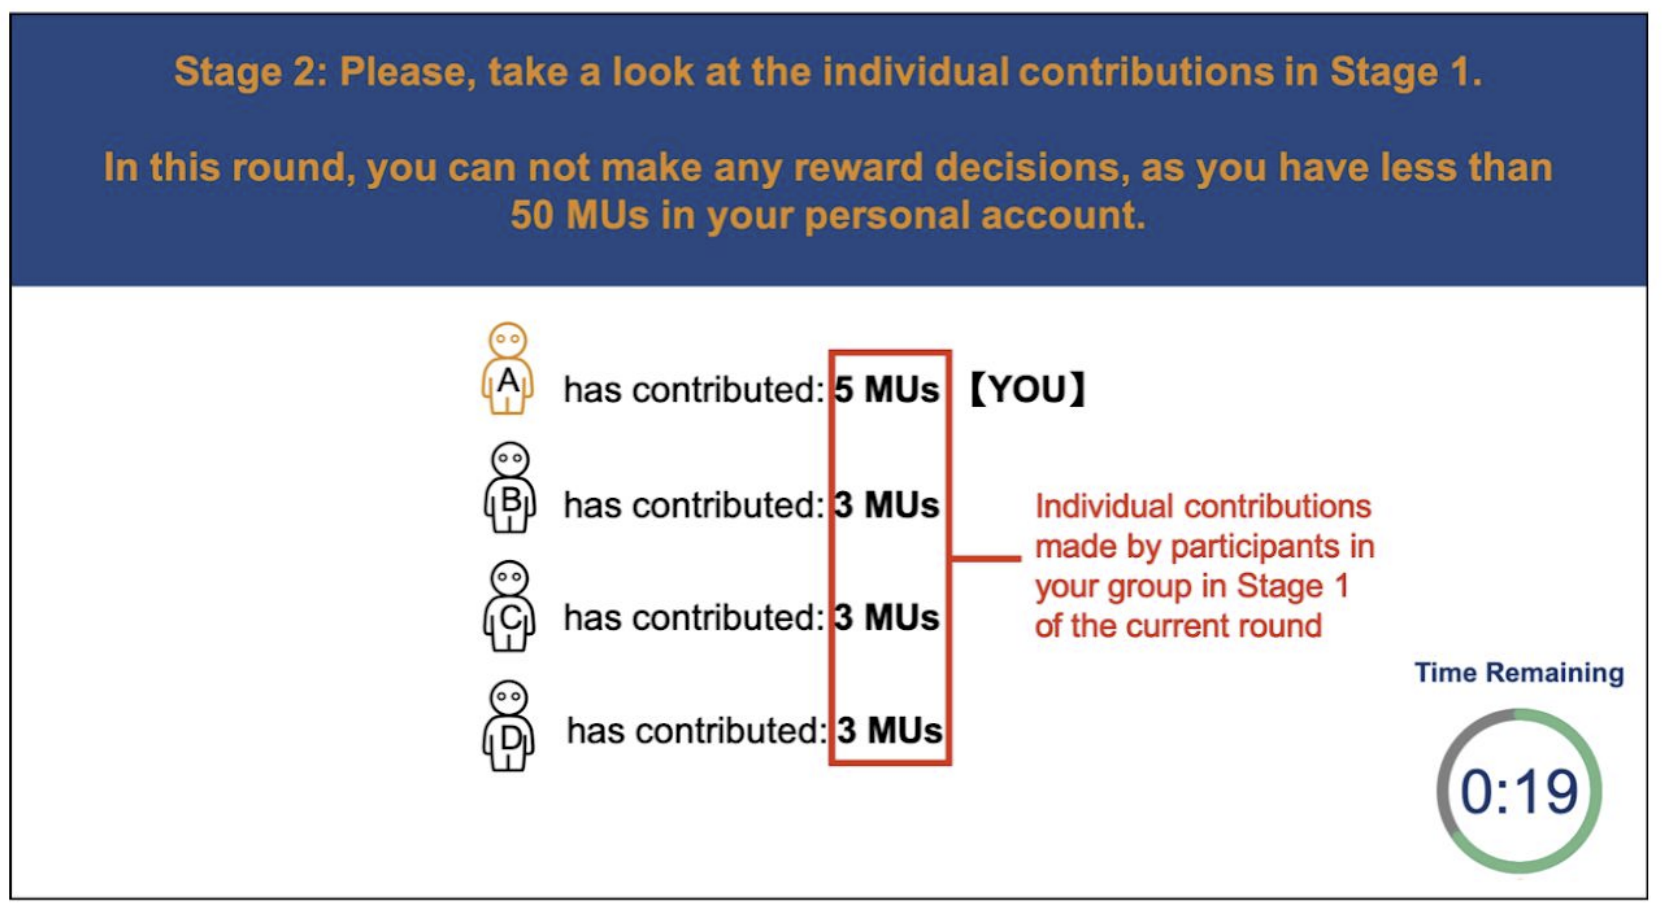 Stage 2: Please, take a look at the individual contributions in Stage 1.
In this round, you can not make any reward decisions, as you have less than
50 MUs in your personal account.
A has contributed: 5 MUs 【YOU】
B has contributed: 3 MUs
C has contributed: 3 MUs
D has contributed: 3 MUs
Individual contributions
made by participants in
your group in Stage 1
of the current round
Time Remaining
0:19